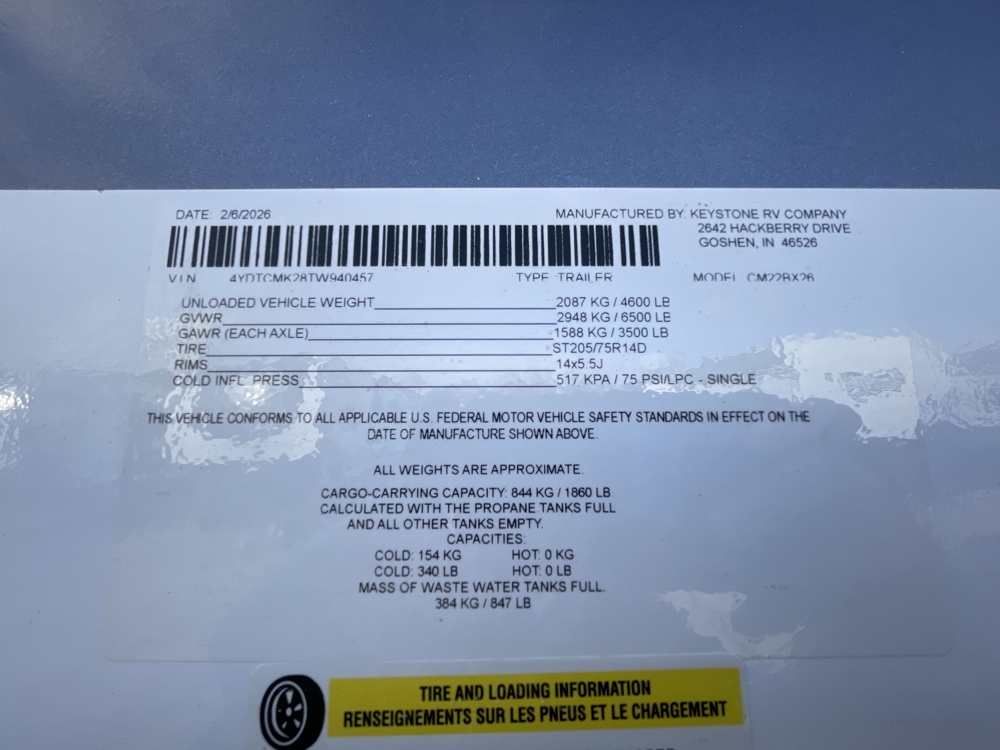 DATE: 2/6/2026
MANUFACTURED BY: KEYSTONE RV COMPANY
2642 HACKBERRY DRIVE
GOSHEN, IN 46526
VIN 4YDTCMK28TW940457 TYPE: TRAILER MODEL: CM22BX26
UNLOADED VEHICLE WEIGHT 2087 KG / 4600 LB
GVWR 2948 KG / 6500 LB
GAWR (EACH AXLE) 1588 KG / 3500 LB
TIRE ST205/75R14D
RIMS 14x5.5J
COLD INFL. PRESS. 517 KPA / 75 PSI/LPC - SINGLE
THIS VEHICLE CONFORMS TO ALL APPLICABLE U.S. FEDERAL MOTOR VEHICLE SAFETY STANDARDS IN EFFECT ON THE
DATE OF MANUFACTURE SHOWN ABOVE.
ALL WEIGHTS ARE APPROXIMATE.
CARGO-CARRYING CAPACITY: 844 KG / 1860 LB
CALCULATED WITH THE PROPANE TANKS FULL
AND ALL OTHER TANKS EMPTY.
CAPACITIES:
COLD: 154 KG HOT: 0 KG
COLD: 340 LB HOT: 0 LB
MASS OF WASTE WATER TANKS FULL.
384 KG / 847 LB
TIRE AND LOADING INFORMATION
RENSEIGNEMENTS SUR LES PNEUS ET LE CHARGEMENT